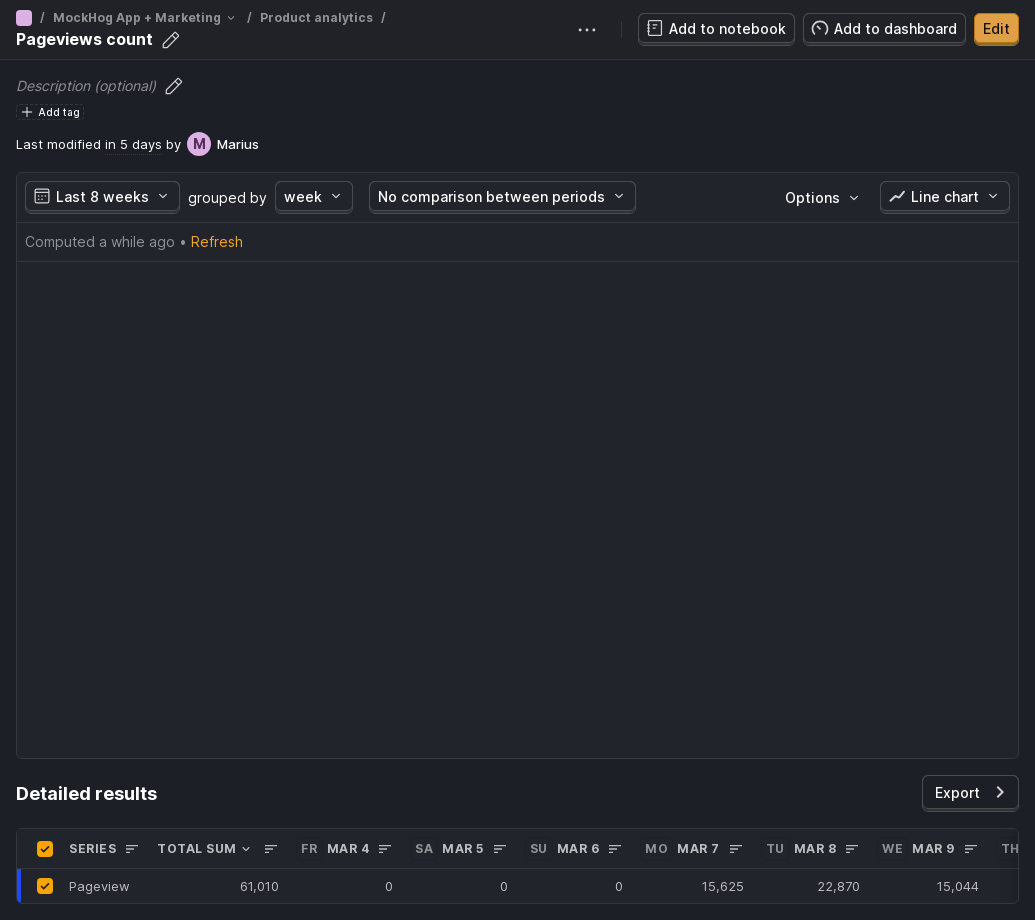 / MockHog App + Marketing / Product analytics /
Pageviews count
Add to notebook Add to dashboard Edit
Description (optional)
Add tag
Last modified in 5 days by M Marius
Last 8 weeks grouped by week No comparison between periods Options Line chart
Computed a while ago • Refresh
Detailed results Export
SERIES TOTAL SUM FR MAR 4 SA MAR 5 SU MAR 6 MO MAR 7 TU MAR 8 WE MAR 9 TH
Pageview 61,010 0 0 0 15,625 22,870 15,044